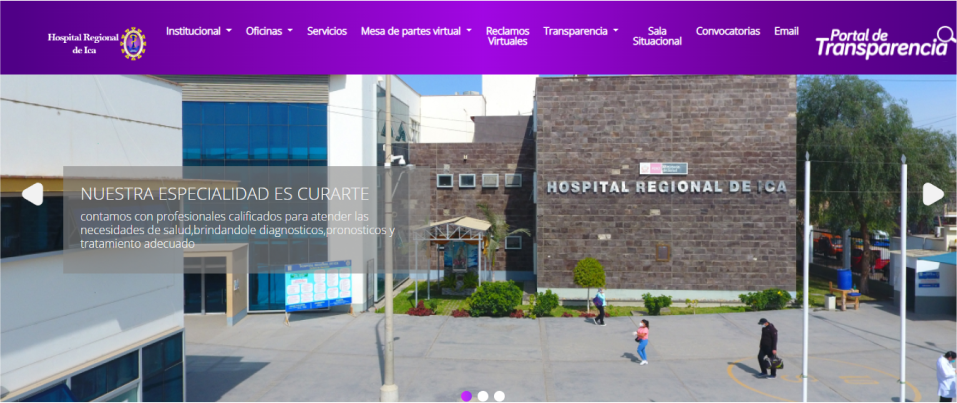 Hospital Regional
de Ica
Institucional
Oficinas
Servicios
Mesa de partes virtual
Reclamos
Virtuales
Transparencia
Sala
Situacional
Convocatorias
Email
Portal de
Transparencia
NUESTRA ESPECIALIDAD ES CURARTE
contamos con profesionales calificados para atender las
necesidades de salud,brindandole diagnosticos,pronosticos y
tratamiento adecuado
HOSPITAL REGIONAL DE ICA